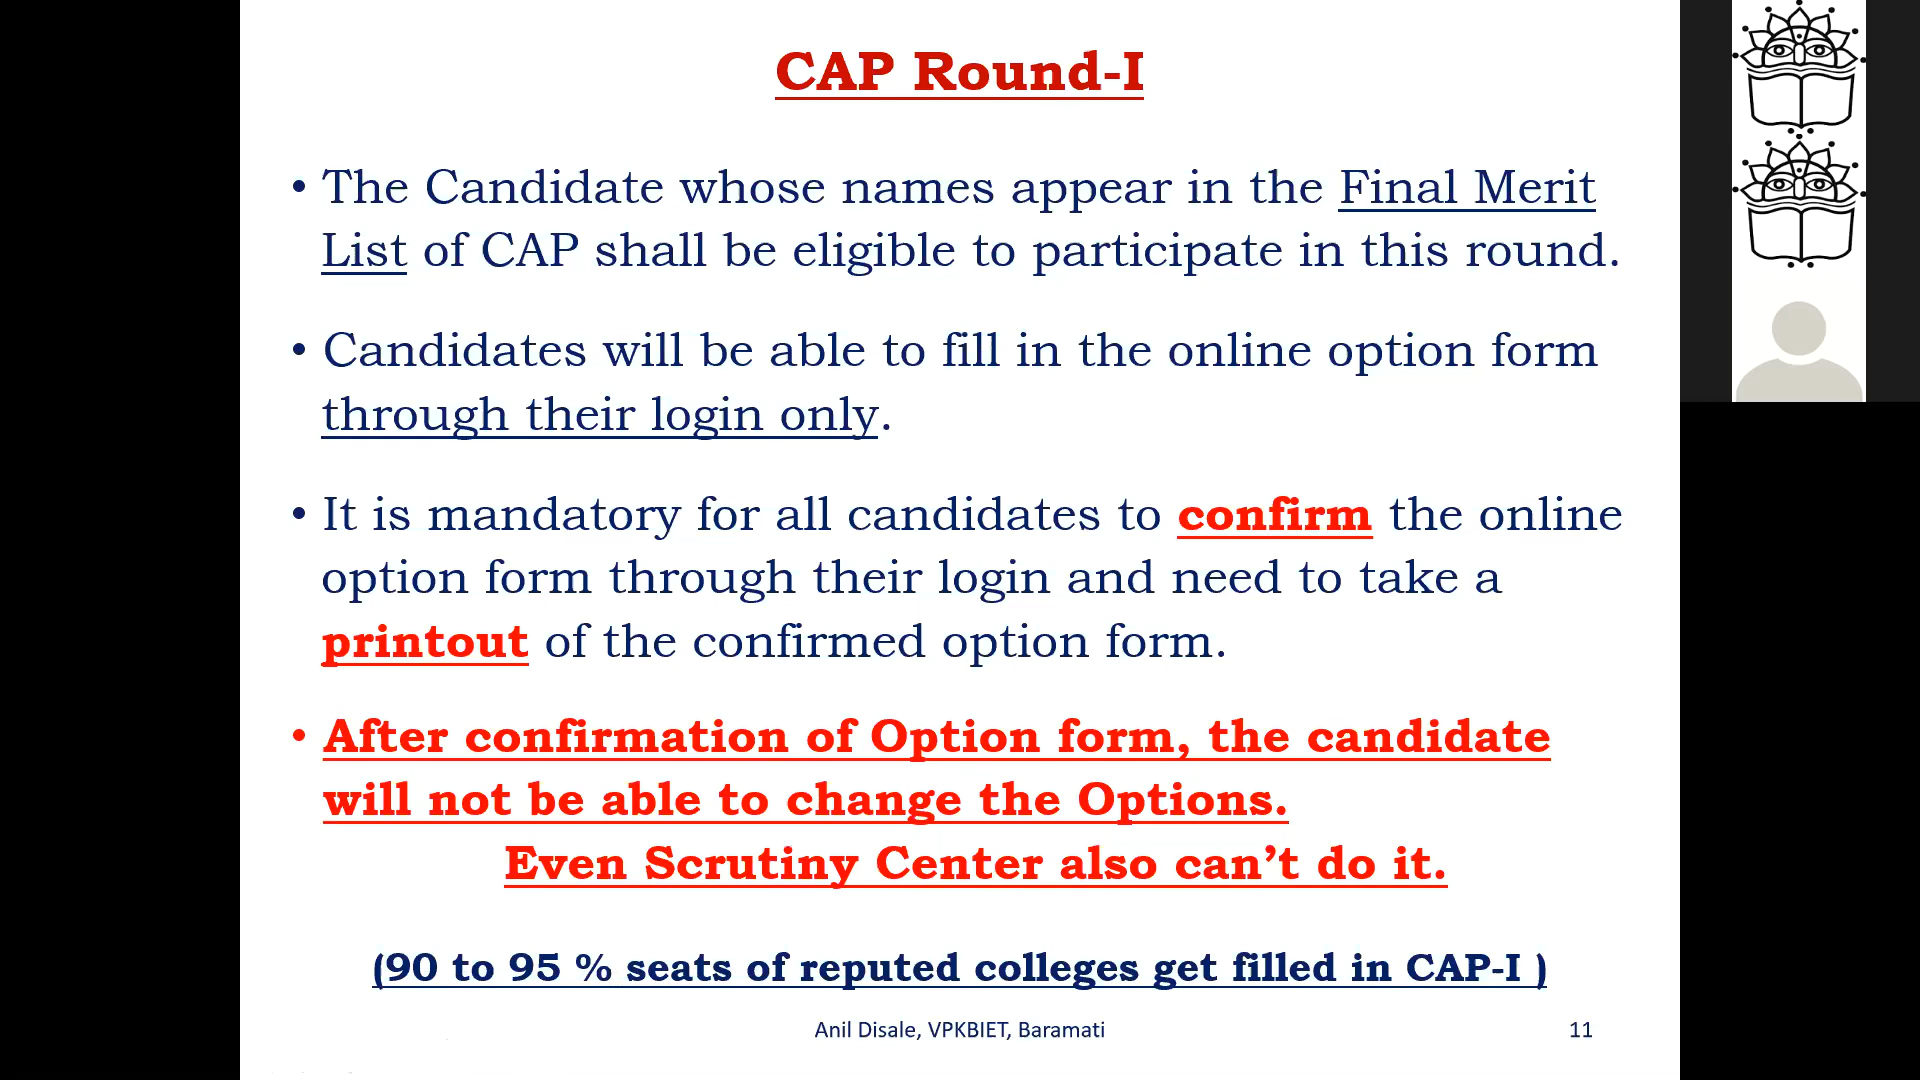 CAP Round-I
• The Candidate whose names appear in the Final Merit
List of CAP shall be eligible to participate in this round.
• Candidates will be able to fill in the online option form
through their login only.
• It is mandatory for all candidates to confirm the online
option form through their login and need to take a
printout of the confirmed option form.
• After confirmation of Option form, the candidate
will not be able to change the Options.
Even Scrutiny Center also can’t do it.
(90 to 95 % seats of reputed colleges get filled in CAP-I )
Anil Disale, VPKBIET, Baramati
11